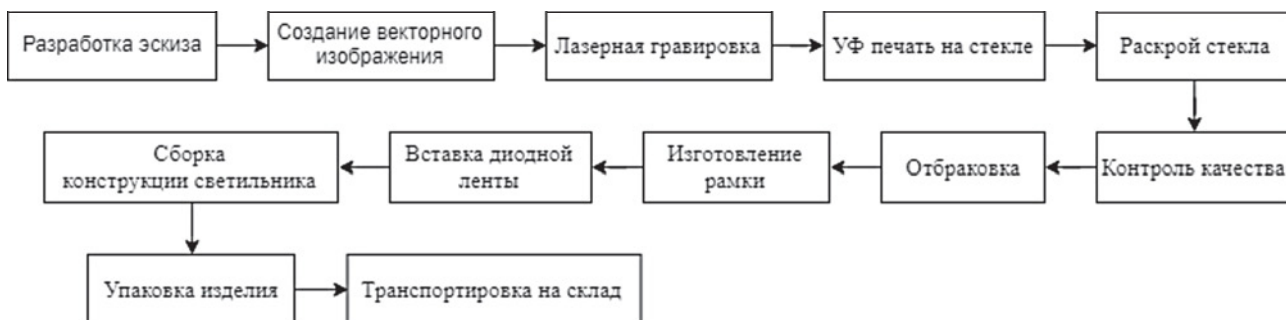 Разработка эскиза
Создание векторного
изображения
Лазерная гравировка
УФ печать на стекле
Раскрой стекла
Контроль качества
Отбраковка
Изготовление
рамки
Вставка диодной
ленты
Сборка
конструкции светильника
Упаковка изделия
Транспортировка на склад